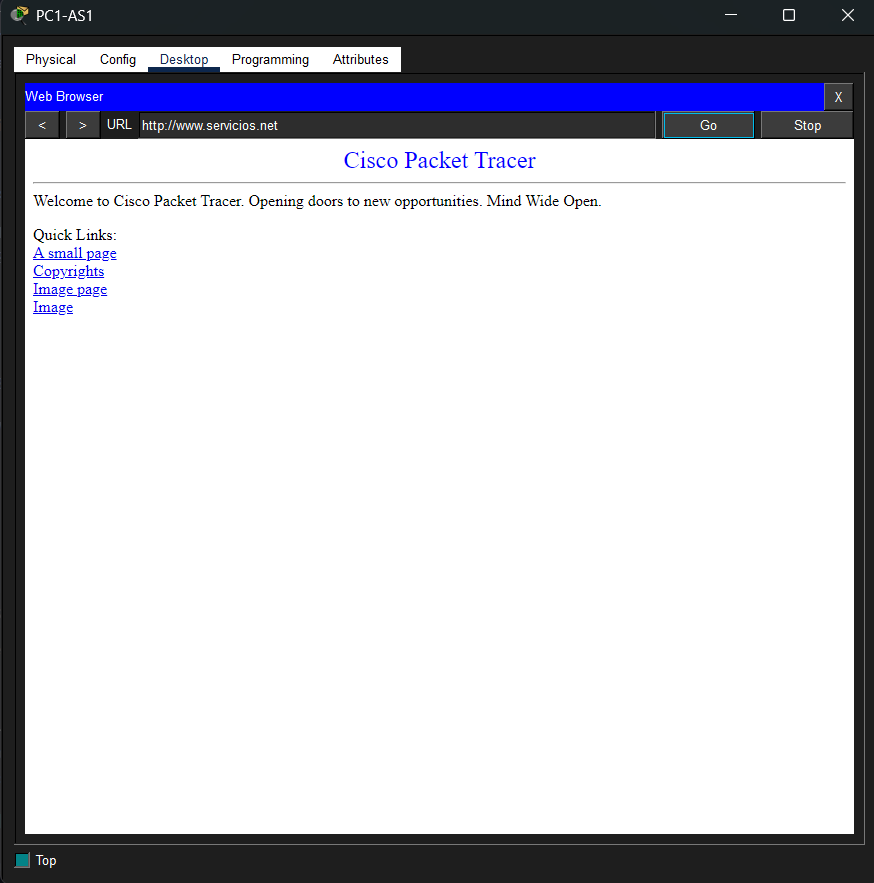 PC1-AS1
Physical Config Desktop Programming Attributes
Web Browser X
< > URL http://www.servicios.net Go Stop
Cisco Packet Tracer
Welcome to Cisco Packet Tracer. Opening doors to new opportunities. Mind Wide Open.
Quick Links:
A small page
Copyrights
Image page
Image
Top